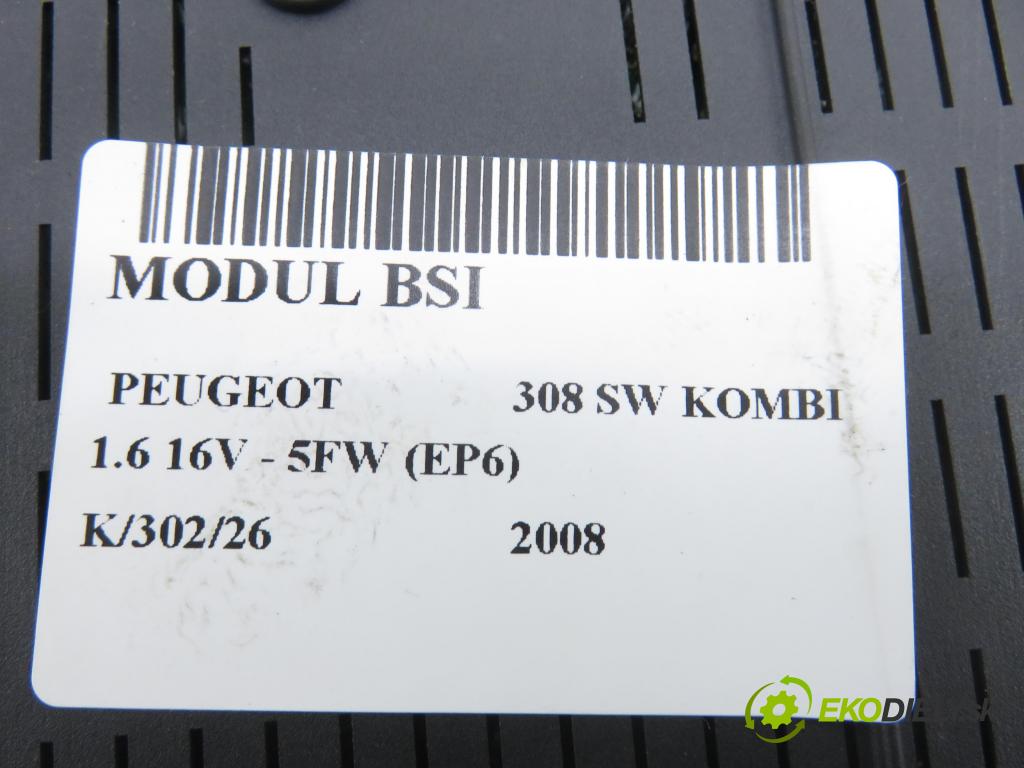 MODUL BSI
PEUGEOT 308 SW KOMBI
1.6 16V - 5FW (EP6)
K/302/26 2008